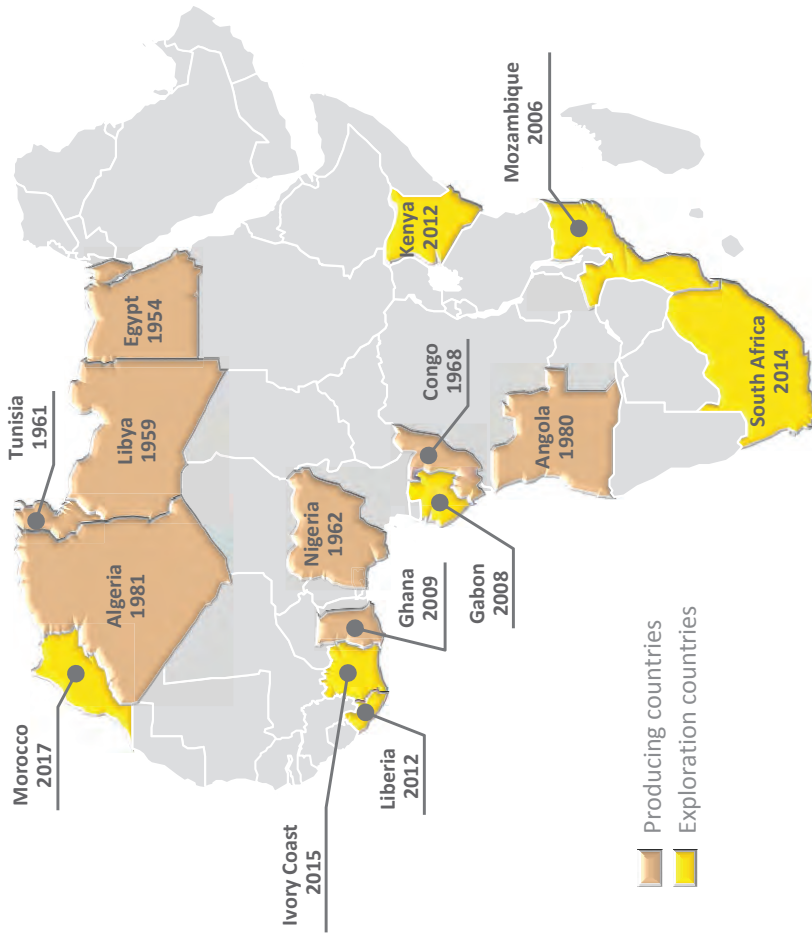 Morocco
2017
Algeria
1981
Tunisia
1961
Libya
1959
Egypt
1954
Ivory Coast
2015
Liberia
2012
Ghana
2009
Nigeria
1962
Gabon
2008
Congo
1968
Angola
1980
Kenya
2012
Mozambique
2006
South Africa
2014
Producing countries
Exploration countries